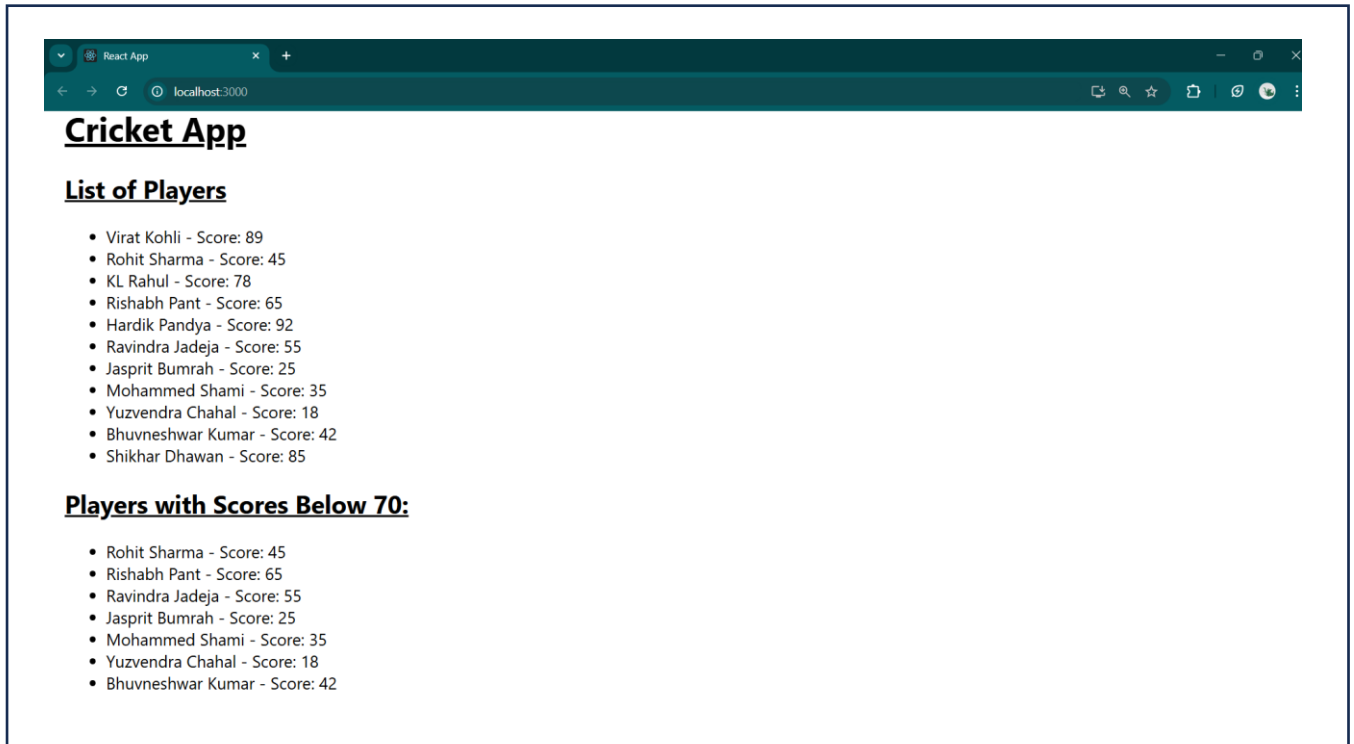 React App
localhost:3000
Cricket App
List of Players
Virat Kohli - Score: 89
Rohit Sharma - Score: 45
KL Rahul - Score: 78
Rishabh Pant - Score: 65
Hardik Pandya - Score: 92
Ravindra Jadeja - Score: 55
Jasprit Bumrah - Score: 25
Mohammed Shami - Score: 35
Yuzvendra Chahal - Score: 18
Bhuvneshwar Kumar - Score: 42
Shikhar Dhawan - Score: 85
Players with Scores Below 70:
Rohit Sharma - Score: 45
Rishabh Pant - Score: 65
Ravindra Jadeja - Score: 55
Jasprit Bumrah - Score: 25
Mohammed Shami - Score: 35
Yuzvendra Chahal - Score: 18
Bhuvneshwar Kumar - Score: 42